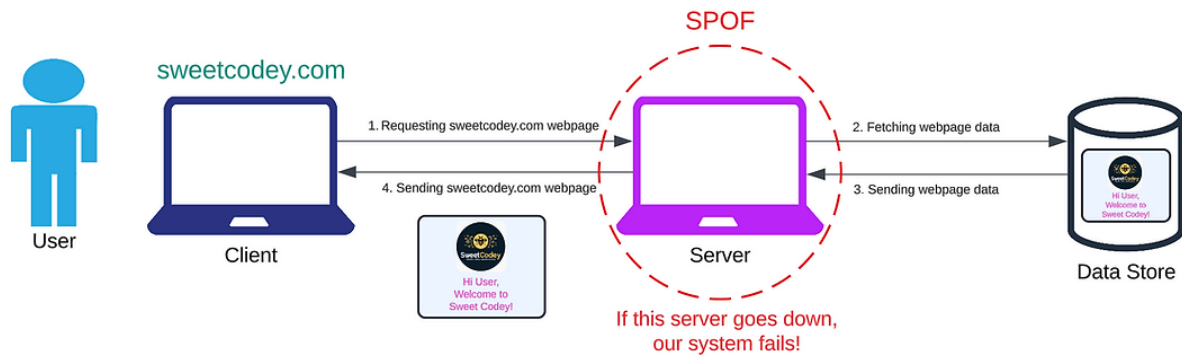 SPOF
sweetcodey.com
1. Requesting sweetcodey.com webpage
2. Fetching webpage data
4. Sending sweetcodey.com webpage
3. Sending webpage data
Hi User,
Welcome to
Sweet Codey!
User
Client
SweetCodey
Hi User,
Welcome to
Sweet Codey!
Server
Data Store
If this server goes down,
our system fails!